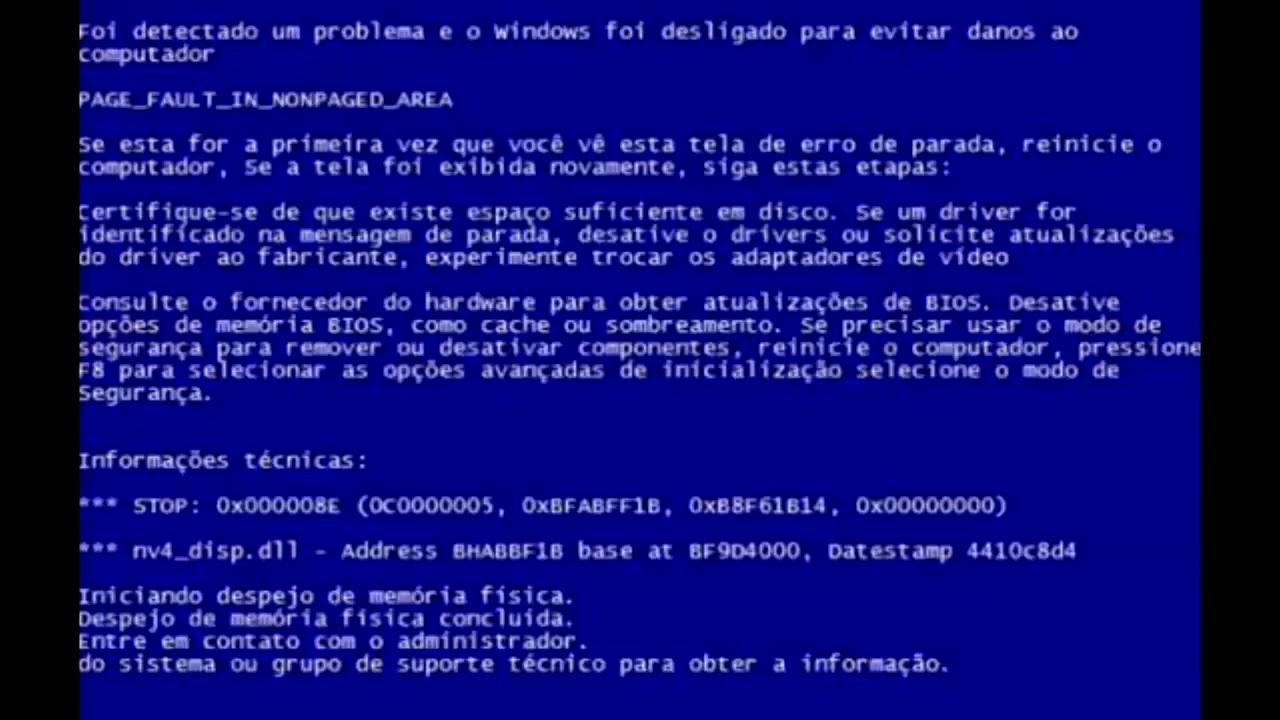 Foi detectado um problema e o Windows foi desligado para evitar danos ao
computador
PAGE_FAULT_IN_NONPAGED_AREA
Se esta for a primeira vez que você vê esta tela de erro de parada, reinicie o
computador, Se a tela foi exibida novamente, siga estas etapas:
Certifique-se de que existe espaço suficiente em disco. Se um driver for
identificado na mensagem de parada, desative o drivers ou solicite atualizações
do driver ao fabricante, experimente trocar os adaptadores de vídeo
Consulte o fornecedor do hardware para obter atualizações de BIOS. Desative
opções de memória BIOS, como cache ou sombreamento. Se precisar usar o modo de
segurança para remover ou desativar componentes, reinicie o computador, pressione
F8 para selecionar as opções avançadas de inicialização selecione o modo de
Segurança.
Informações técnicas:
*** STOP: 0x000008E (0C0000005, 0xBFABFF1B, 0xB8F61B14, 0x00000000)
*** nv4_disp.dll - Address BHABBF1B base at BF9D4000, Datestamp 4410c8d4
Iniciando despejo de memória física.
Despejo de memória física concluída.
Entre em contato com o administrador.
do sistema ou grupo de suporte técnico para obter a informação.